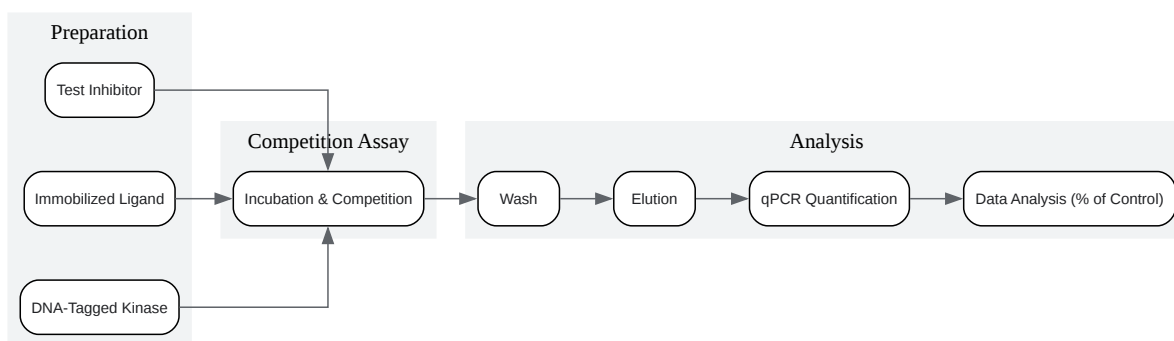 Preparation
Test Inhibitor
Immobilized Ligand
DNA-Tagged Kinase
Competition Assay
Incubation & Competition
Analysis
Wash
Elution
qPCR Quantification
Data Analysis (% of Control)